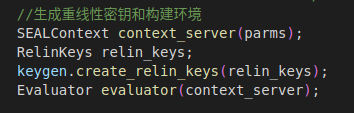 //生成重线性密钥和构建环境
SEALContext context_server(parms);
RelinKeys relin_keys;
keygen.create_relin_keys(relin_keys);
Evaluator evaluator(context_server);